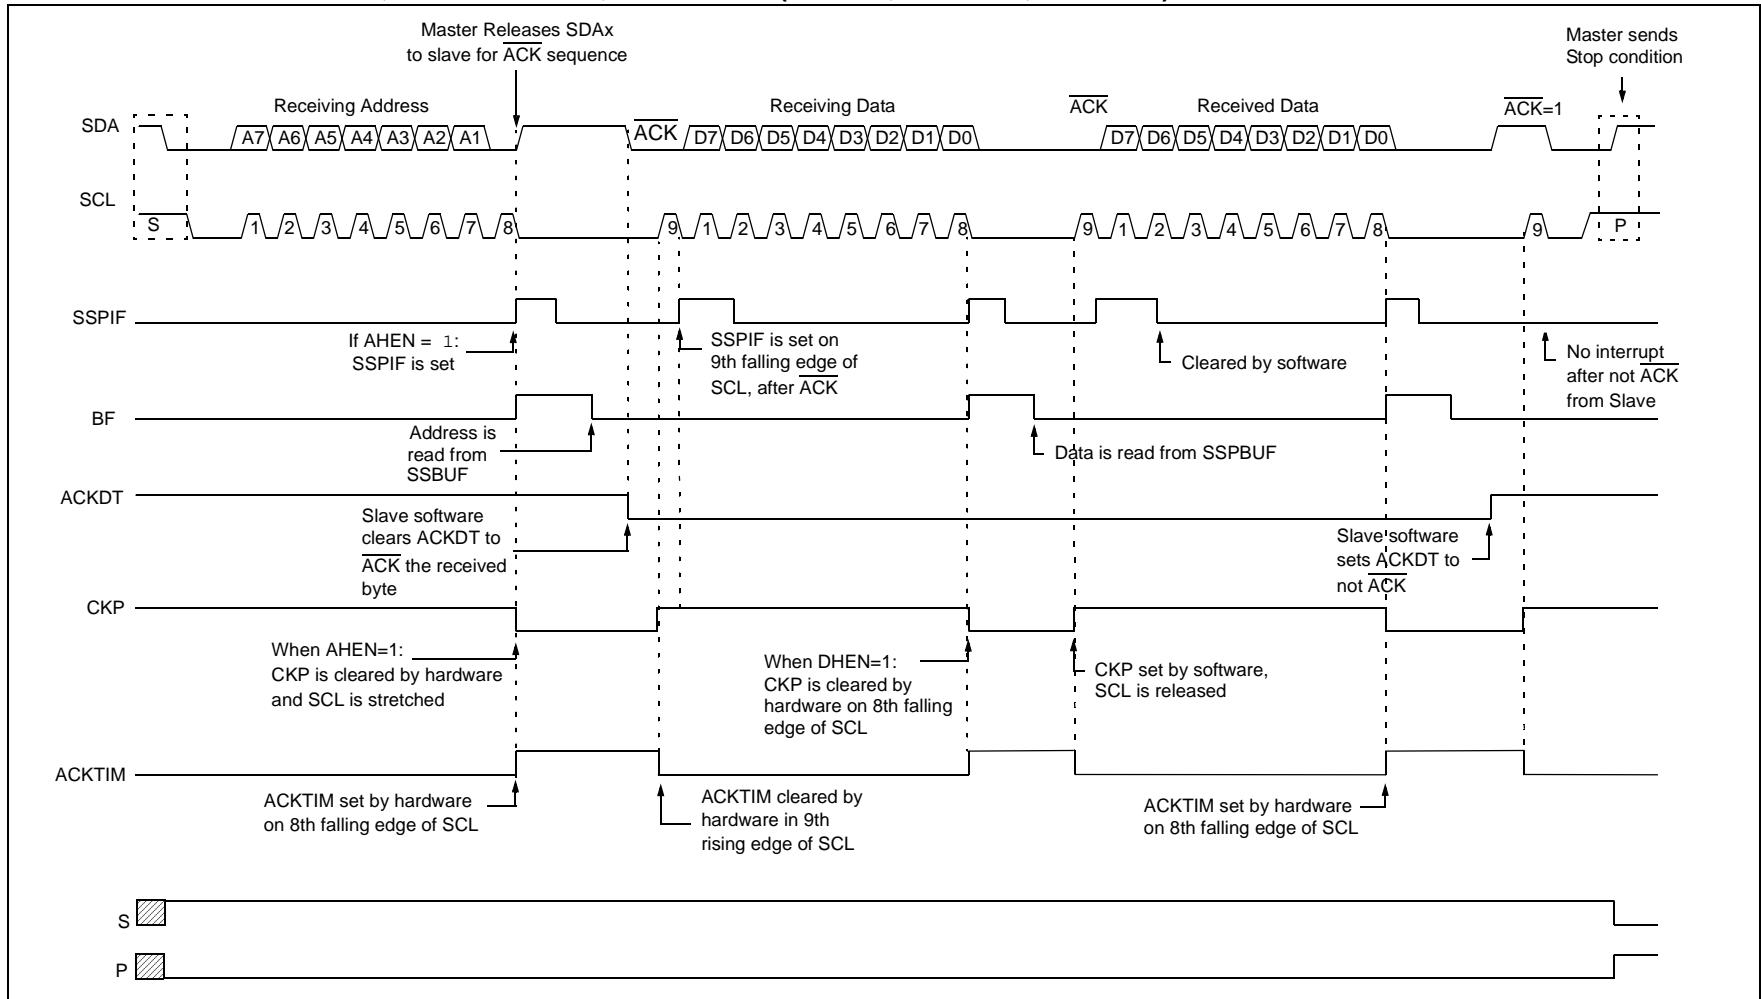 Master Releases SDAx
to slave for ACK sequence
Master sends
Stop condition
Receiving Address
Receiving Data
ACK
Received Data
ACK=1
SDA
A7 A6 A5 A4 A3 A2 A1
ACK
D7 D6 D5 D4 D3 D2 D1 D0
D7 D6 D5 D4 D3 D2 D1 D0
SCL
S
1 2 3 4 5 6 7 8
9 1 2 3 4 5 6 7 8
9 1 2 3 4 5 6 7 8
9
P
SSPIF
If AHEN = 1:
SSPIF is set
SSPIF is set on
9th falling edge of
SCL, after ACK
Cleared by software
No interrupt
after not ACK
from Slave
BF
Address is
read from
SSBUF
Data is read from SSPBUF
ACKDT
Slave software
clears ACKDT to
ACK the received
byte
Slave software
sets ACKDT to
not ACK
CKP
When AHEN=1:
CKP is cleared by hardware
and SCL is stretched
When DHEN=1:
CKP is cleared by
hardware on 8th falling
edge of SCL
CKP set by software,
SCL is released
ACKTIM
ACKTIM set by hardware
on 8th falling edge of SCL
ACKTIM cleared by
hardware in 9th
rising edge of SCL
ACKTIM set by hardware
on 8th falling edge of SCL
S
P